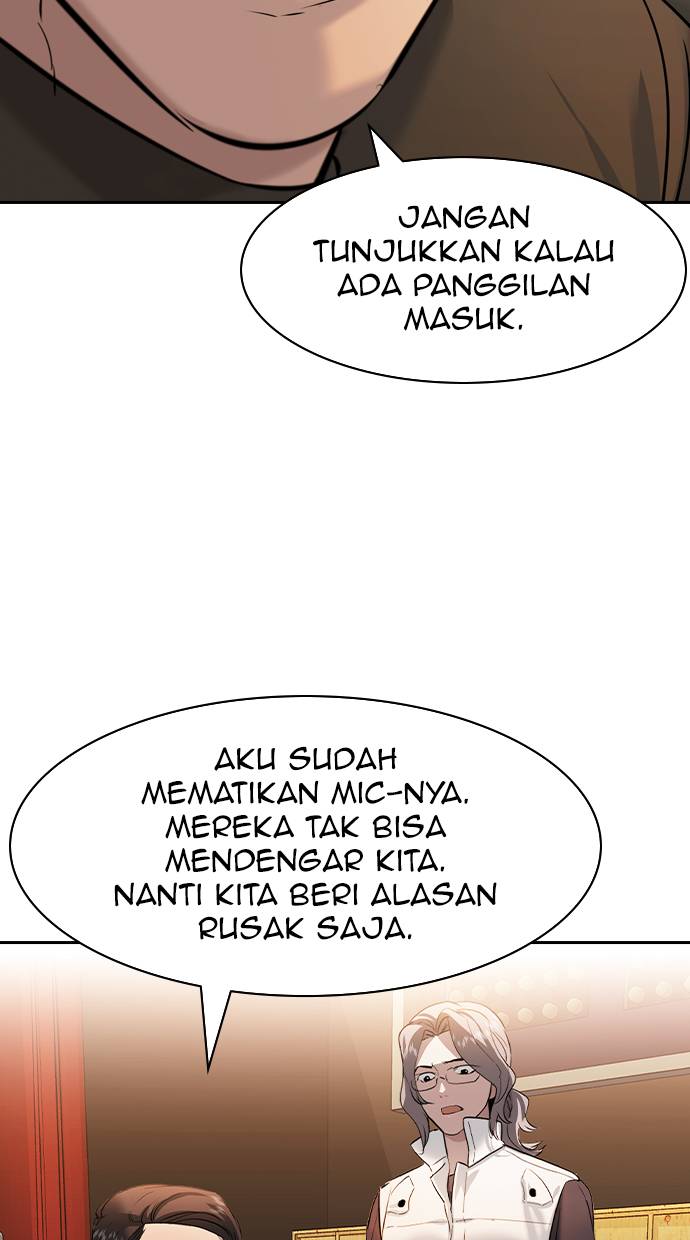 JANGAN
TUNJUKKAN KALAU
ADA PANGGILAN
MASUK.
AKU SUDAH
MEMATIKAN MIC-NYA.
MEREKA TAK BISA
MENDENGAR KITA.
NANTI KITA BERI ALASAN
RUSAK SAJA.